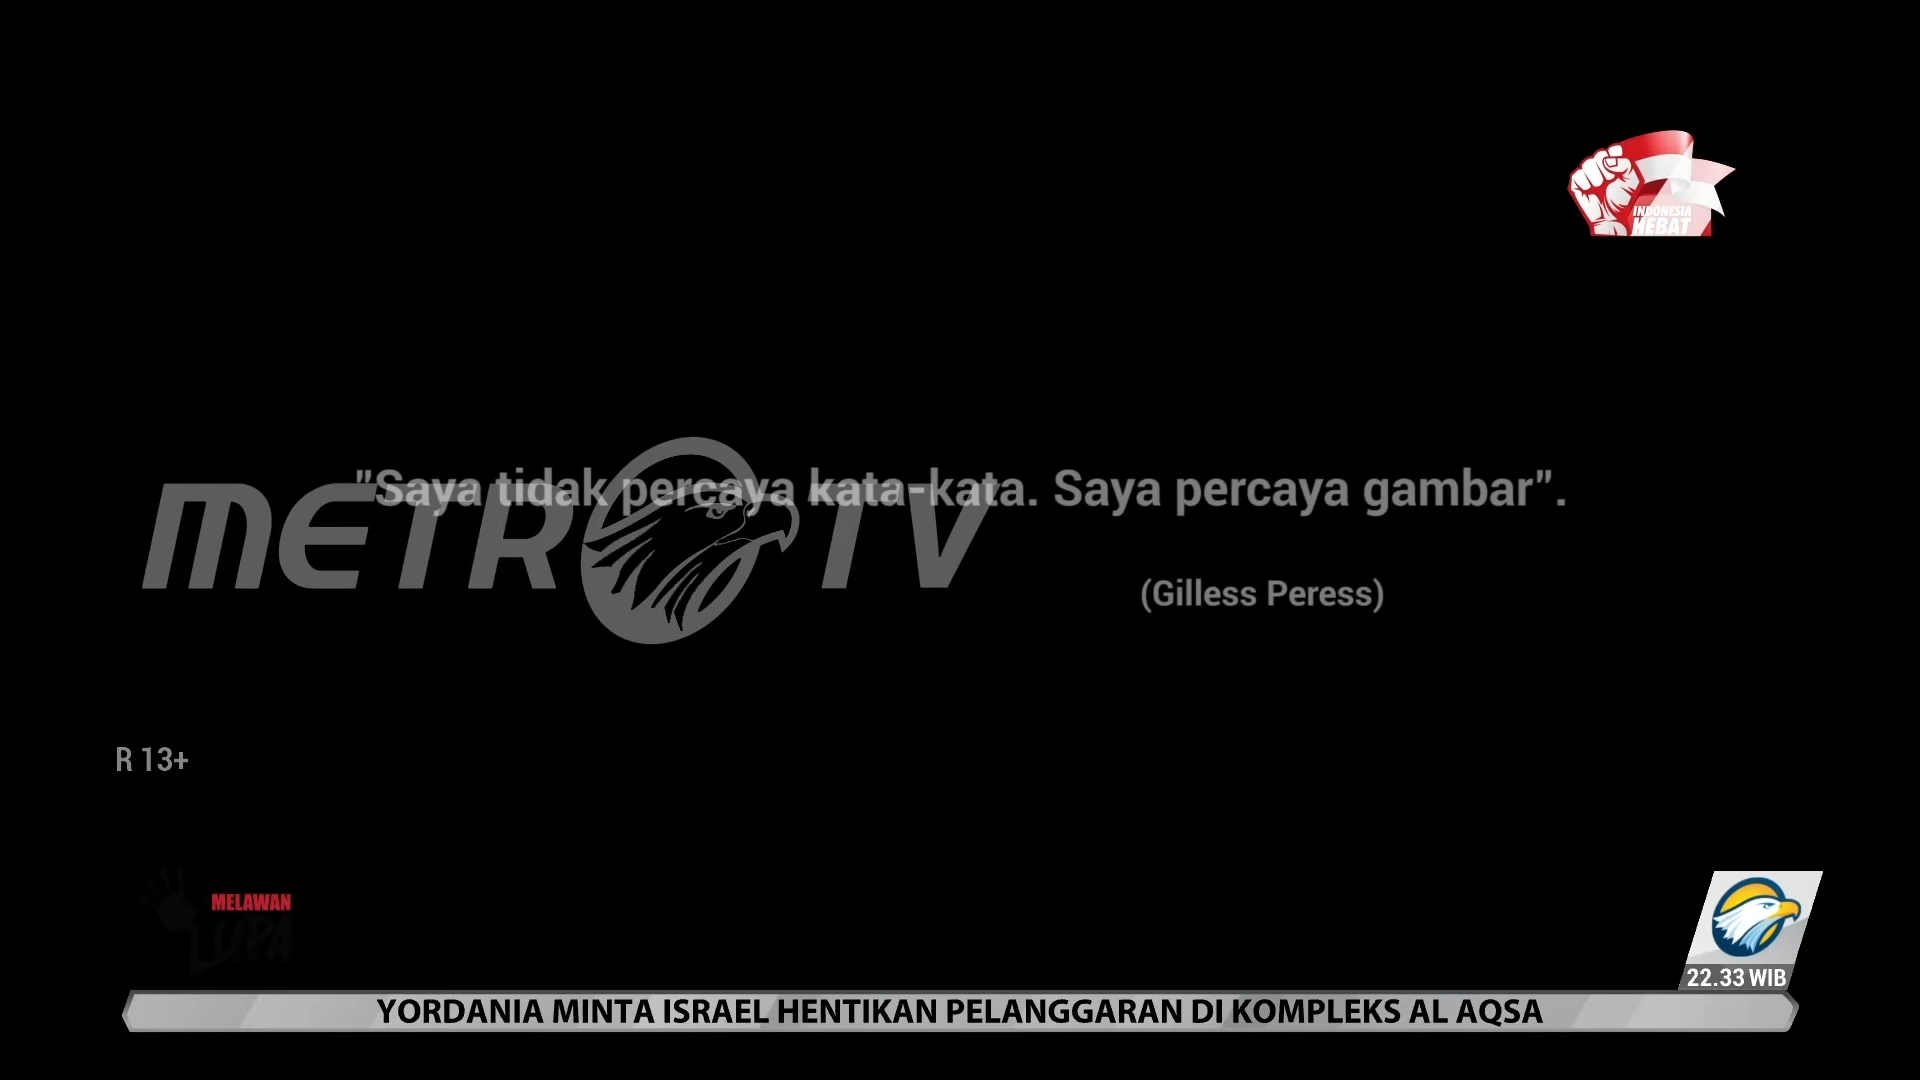 INDONESIA
HEBAT
"Saya tidak percaya kata-kata. Saya percaya gambar”.
METRO TV
(Gilless Peress)
R 13+
MELAWAN
LUPA
22.33 WIB
YORDANIA MINTA ISRAEL HENTIKAN PELANGGARAN DI KOMPLEKS AL AQSA